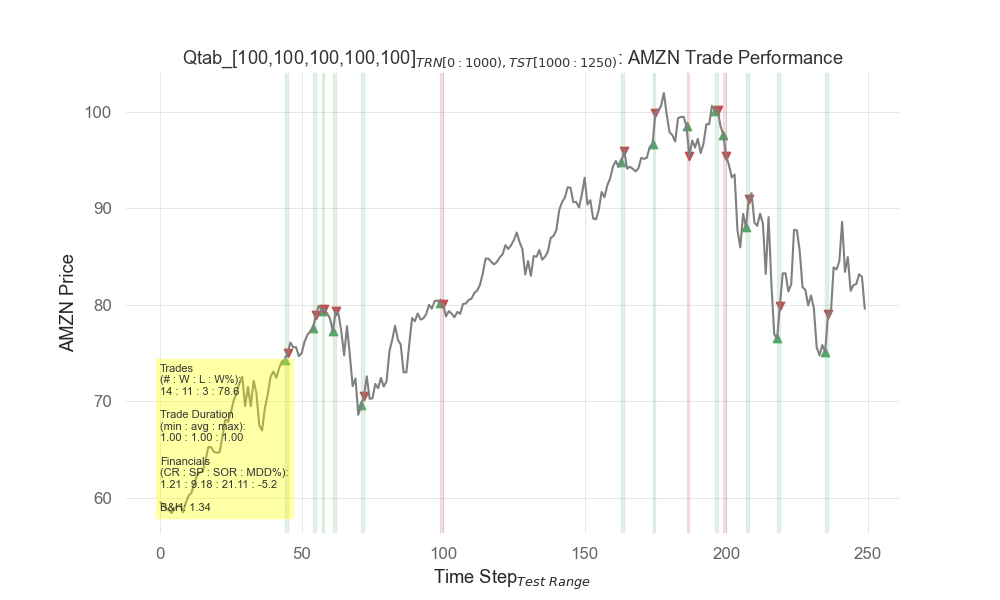 Qtab_[100,100,100,100,100]TRN[0:1000), TST[1000:1250): AMZN Trade Performance
AMZN Price
100
90
80
70
60
Trades
(# : W : L : W%):
14 : 11 : 3 : 78.6
Trade Duration
(min : avg : max):
1.00 : 1.00 : 1.00
Financials
(CR : SP : SOR : MDD%):
1.21 : 9.18 : 21.11 : -5.2
B&H: 1.34
0 50 100 150 200 250
Time Step Test Range